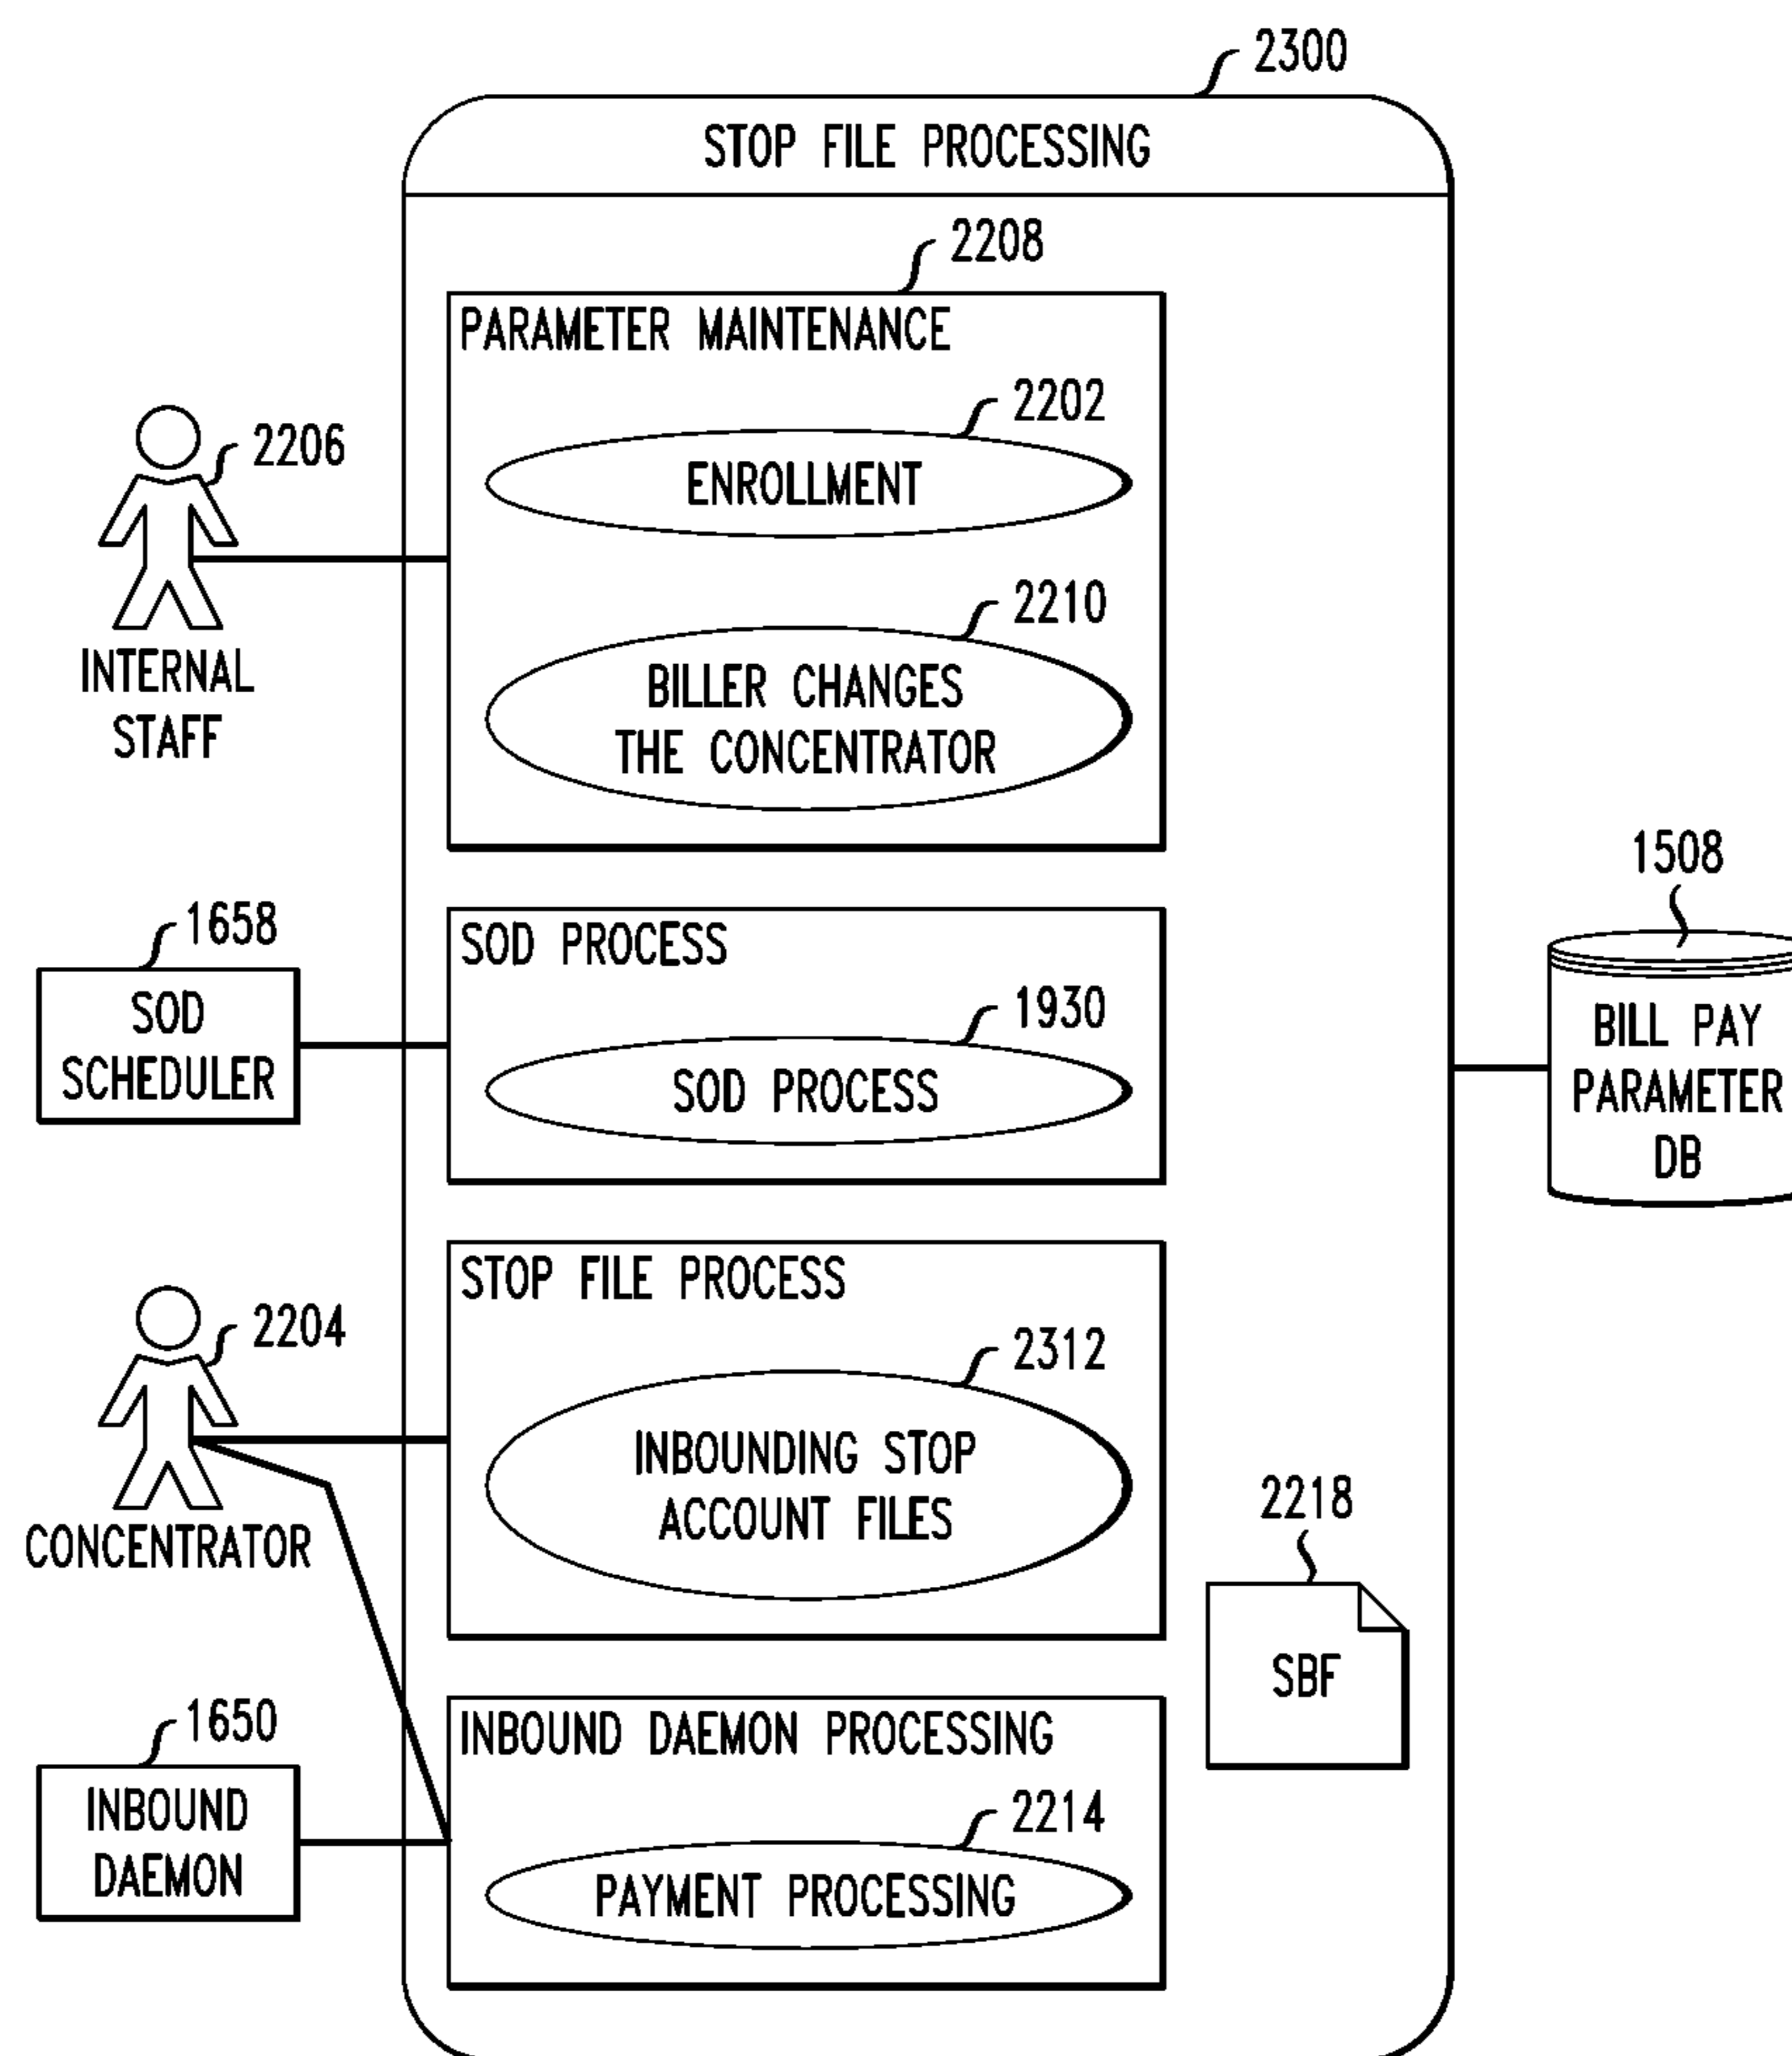 2300
STOP FILE PROCESSING
2208
PARAMETER MAINTENANCE
2202
ENROLLMENT
2206
INTERNAL
STAFF
2210
BILLER CHANGES
THE CONCENTRATOR
1658
SOD
SCHEDULER
SOD PROCESS
1930
SOD PROCESS
1508
BILL PAY
PARAMETER
DB
STOP FILE PROCESS
2204
CONCENTRATOR
2312
INBOUNDING STOP
ACCOUNT FILES
2218
SBF
1650
INBOUND
DAEMON
INBOUND DAEMON PROCESSING
2214
PAYMENT PROCESSING